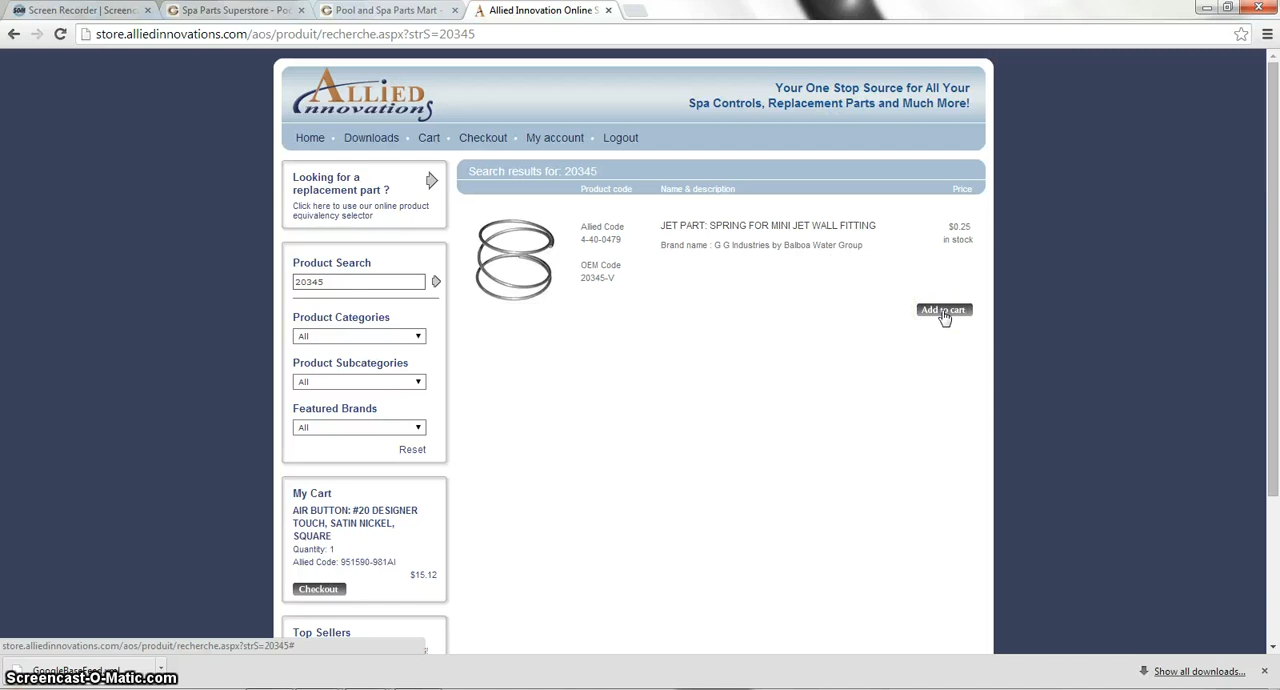 Screen Recorder | Screenc
Spa Parts Superstore - Poo
Pool and Spa Parts Mart -
Allied Innovation Online S
store.alliedinnovations.com/aos/produit/recherche.aspx?strS=20345
Allied
Innovations
Your One Stop Source for All Your
Spa Controls, Replacement Parts and Much More!
Home • Downloads • Cart • Checkout • My account • Logout
Looking for a
replacement part ?
Click here to use our online product
equivalency selector
Product Search
20345
Product Categories
All
Product Subcategories
All
Featured Brands
All
Reset
My Cart
AIR BUTTON: #20 DESIGNER
TOUCH, SATIN NICKEL,
SQUARE
Quantity: 1
Allied Code: 951590-981AI
$15.12
Checkout
Top Sellers
Search results for: 20345
Product code Name & description Price
Allied Code
4-40-0479
OEM Code
20345-V
JET PART: SPRING FOR MINI JET WALL FITTING
Brand name : G G Industries by Balboa Water Group
$0.25
in stock
Add to cart
store.alliedinnovations.com/aos/produit/recherche.aspx?strS=20345#
GoogleBaseFeed.xml
Screencast-O-Matic.com
Show all downloads...